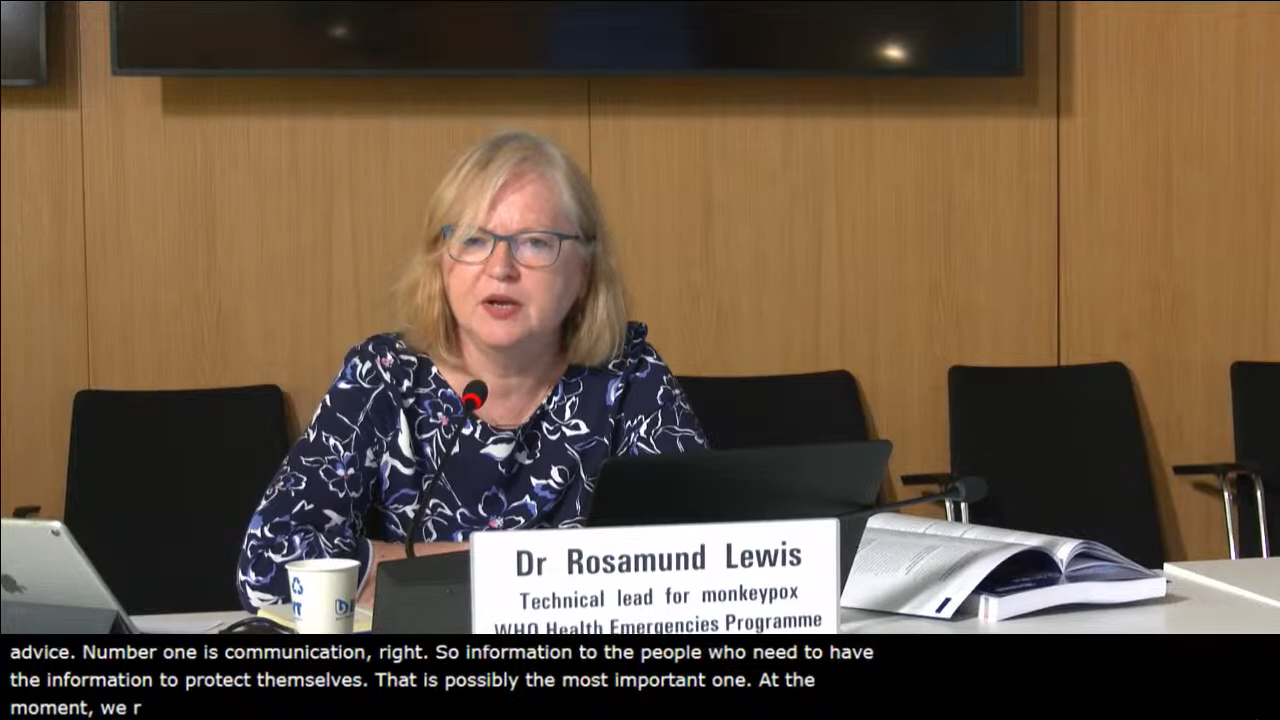 Dr Rosamund Lewis
Technical lead for monkeypox
WHO Health Emergencies Programme
advice. Number one is communication, right. So information to the people who need to have
the information to protect themselves. That is possibly the most important one. At the
moment, we r